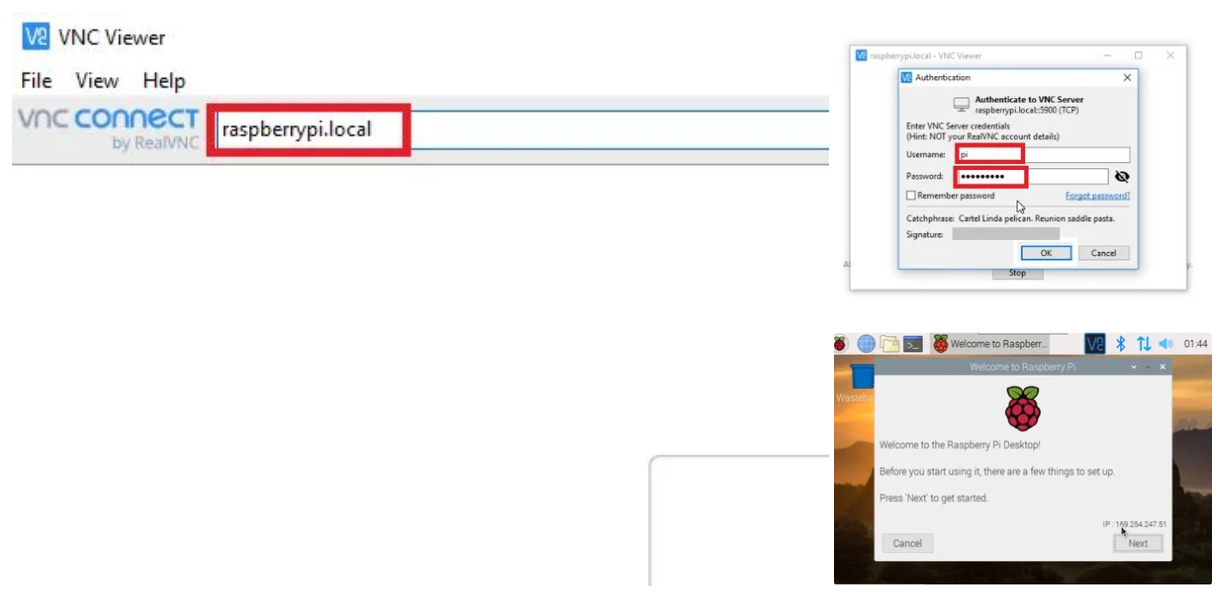 VNC Viewer
File View Help
vnc connect
by RealVNC
raspberrypi.local
raspberrypi.local - VNC Viewer
Authentication
Authenticate to VNC Server
raspberrypi.local::5900 (TCP)
Enter VNC Server credentials
(Hint: NOT your RealVNC account details)
Username: pi
Password: •••••••••
Remember password
Forgot password?
Catchphrase: Cartel Linda pelican. Reunion saddle pasta.
Signature:
OK Cancel
Stop
Welcome to Raspberr... 01:44
Welcome to Raspberry Pi
Welcome to the Raspberry Pi Desktop!
Before you start using it, there are a few things to set up.
Press 'Next' to get started.
IP : 169.254.247.51
Cancel Next